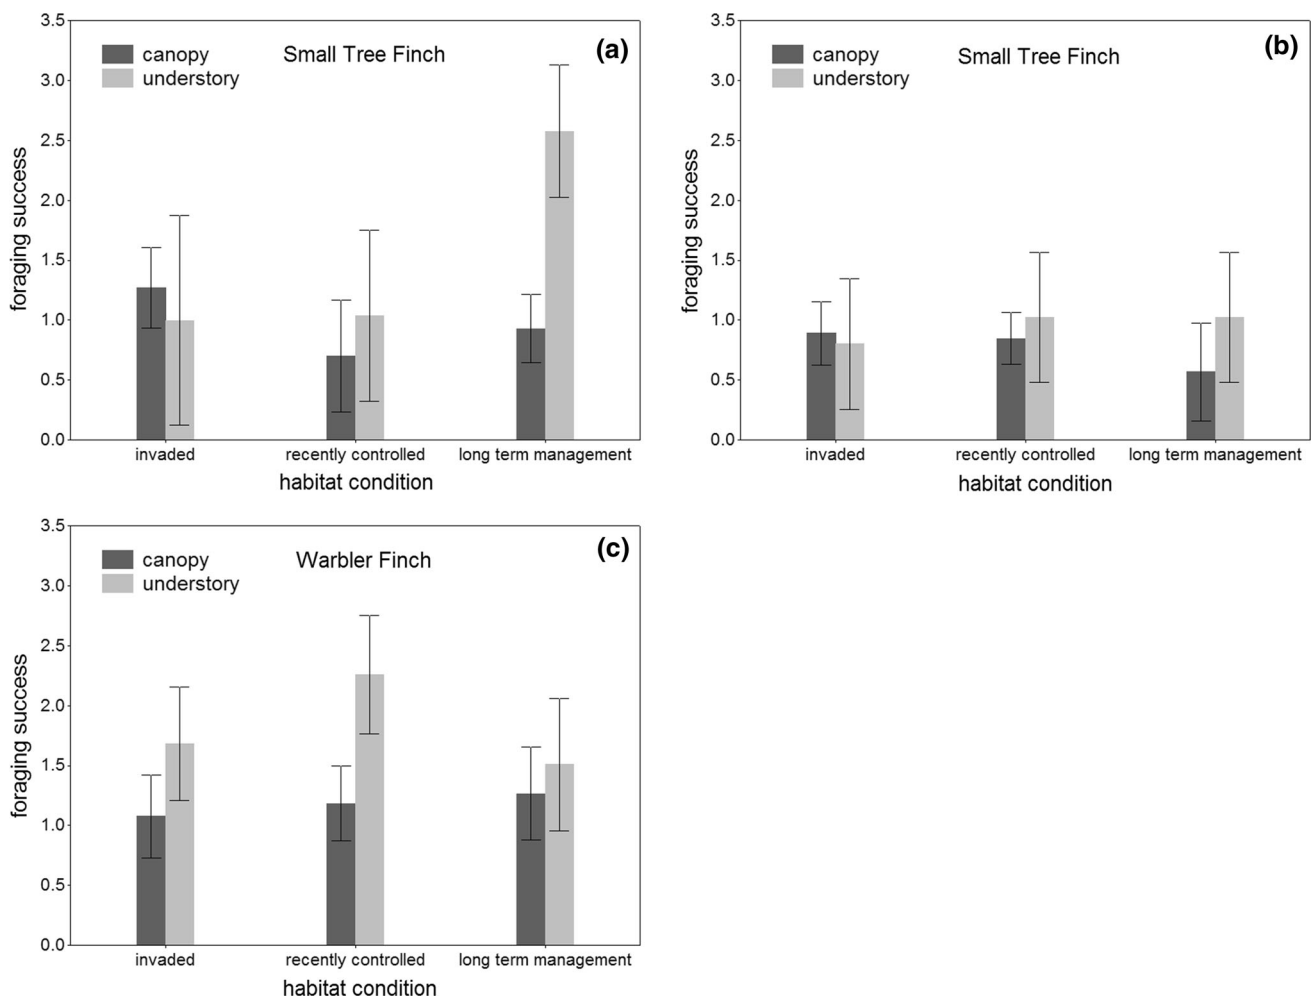 3.5
3.0
2.5
2.0
1.5
1.0
0.5
0.0
foraging success
canopy
understory
Small Tree Finch
(a)
invaded recently controlled long term management
habitat condition
3.5
3.0
2.5
2.0
1.5
1.0
0.5
0.0
foraging success
canopy
understory
Small Tree Finch
(b)
invaded recently controlled long term management
habitat condition
3.5
3.0
2.5
2.0
1.5
1.0
0.5
0.0
foraging success
canopy
understory
Warbler Finch
(c)
invaded recently controlled long term management
habitat condition